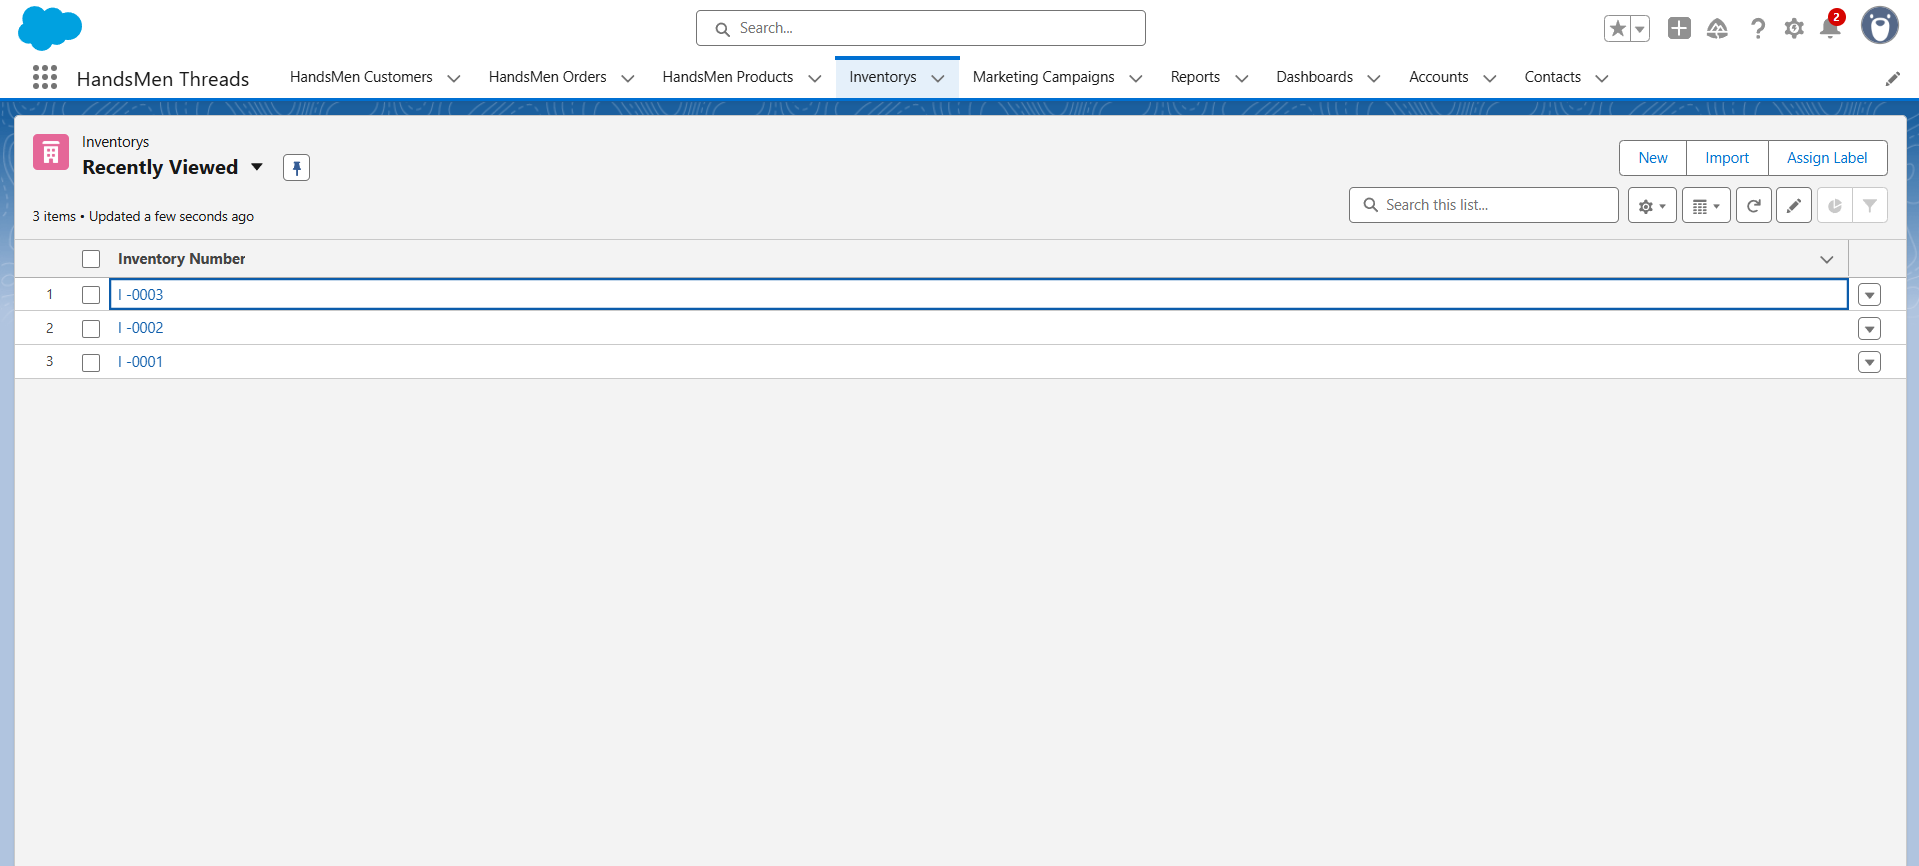 Search...
2
HandsMen Threads HandsMen Customers HandsMen Orders HandsMen Products Inventorys Marketing Campaigns Reports Dashboards Accounts Contacts
Inventorys
Recently Viewed
New Import Assign Label
3 items • Updated a few seconds ago
Search this list...
Inventory Number
1 I -0003
2 I -0002
3 I -0001